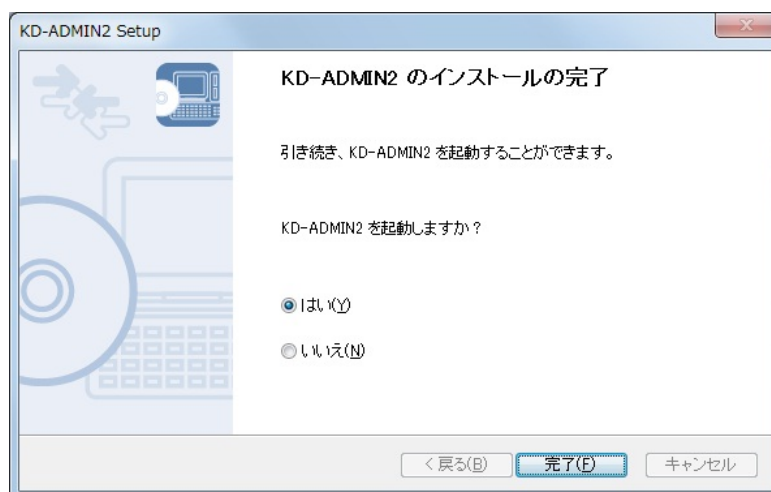 KD-ADMIN2 Setup
KD-ADMIN2 のインストールの完了
引き続き、KD-ADMIN2 を起動することができます。
KD-ADMIN2 を起動しますか？
はい(Y)
いいえ(N)
< 戻る(B)
完了(F)
キャンセル